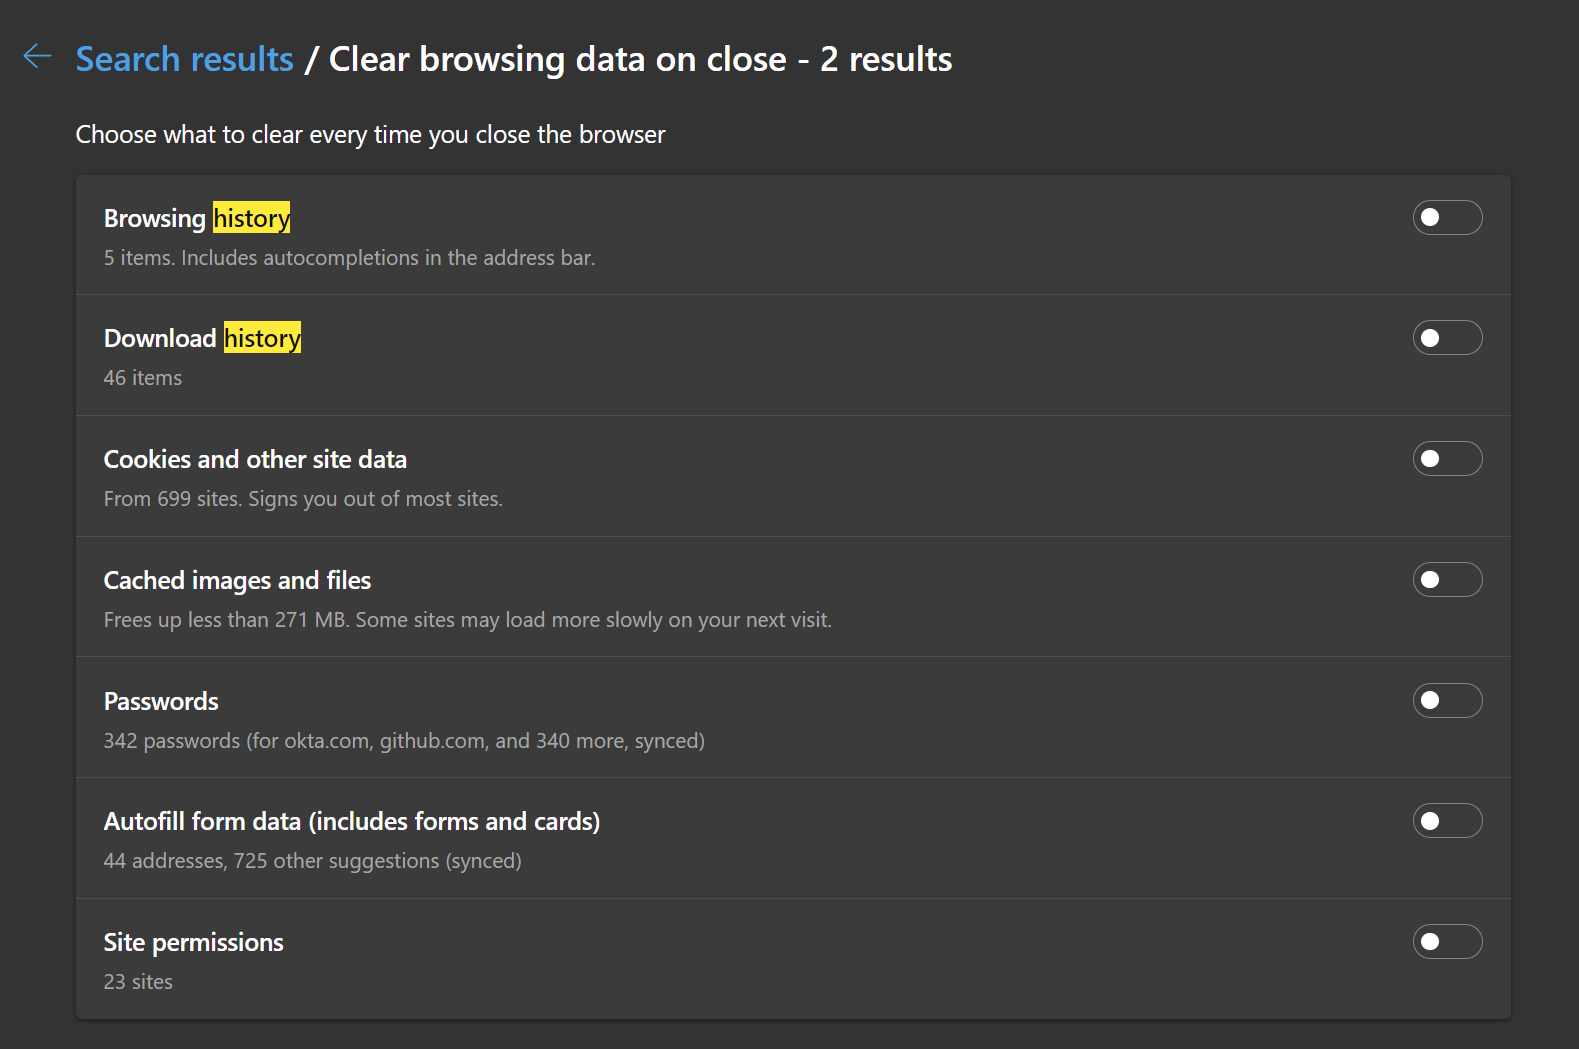 Search results / Clear browsing data on close - 2 results
Choose what to clear every time you close the browser
Browsing history
5 items. Includes autocompletions in the address bar.
Download history
46 items
Cookies and other site data
From 699 sites. Signs you out of most sites.
Cached images and files
Frees up less than 271 MB. Some sites may load more slowly on your next visit.
Passwords
342 passwords (for okta.com, github.com, and 340 more, synced)
Autofill form data (includes forms and cards)
44 addresses, 725 other suggestions (synced)
Site permissions
23 sites